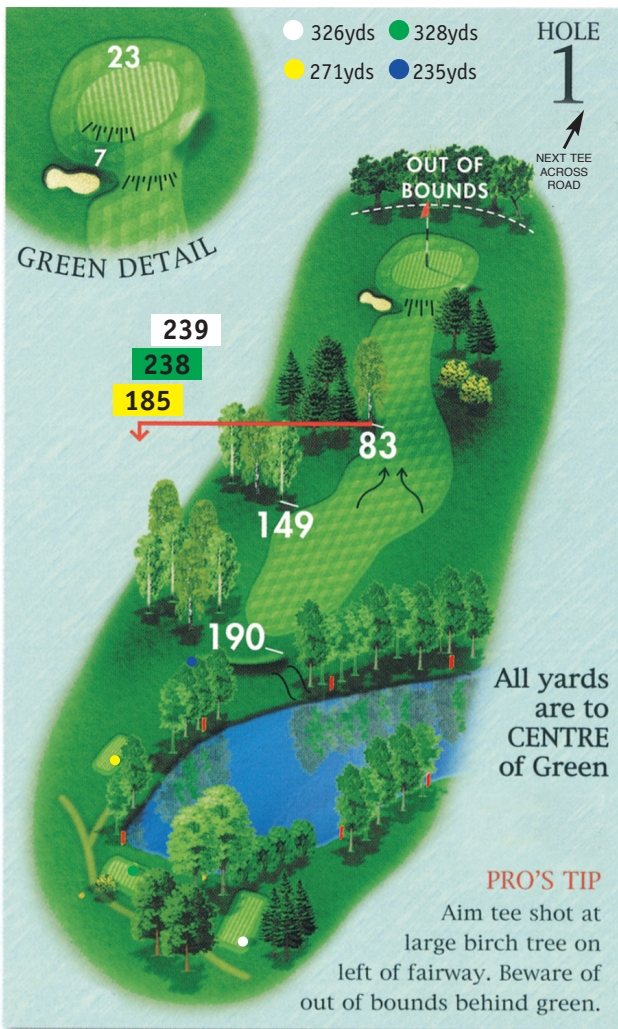 326yds 328yds
271yds 235yds
HOLE
1
NEXT TEE
ACROSS
ROAD
23
7
GREEN DETAIL
OUT OF
BOUNDS
239
238
185
83
149
190
All yards
are to
CENTRE
of Green
PRO'S TIP
Aim tee shot at
large birch tree on
left of fairway. Beware of
out of bounds behind green.